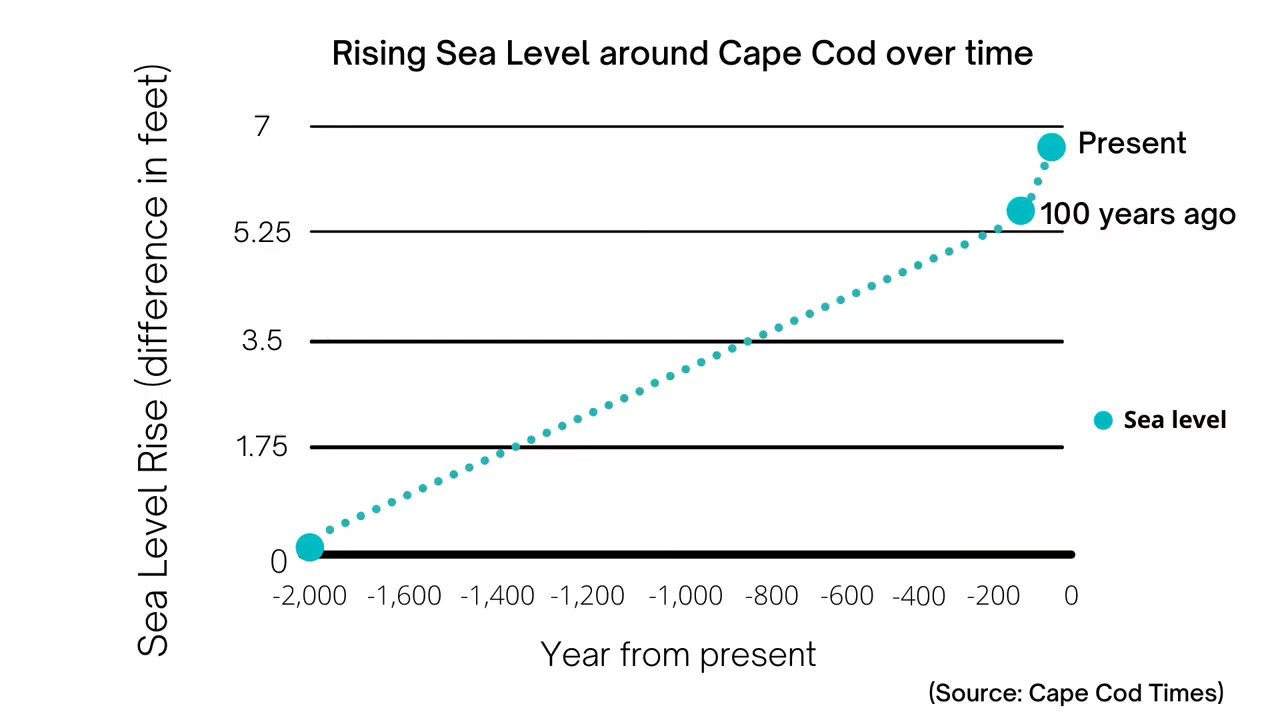 Rising Sea Level around Cape Cod over time
Sea Level Rise (difference in feet)
7
5.25
3.5
1.75
0
Present
100 years ago
Sea level
-2,000 -1,600 -1,400 -1,200 -1,000 -800 -600 -400 -200 0
Year from present
(Source: Cape Cod Times)